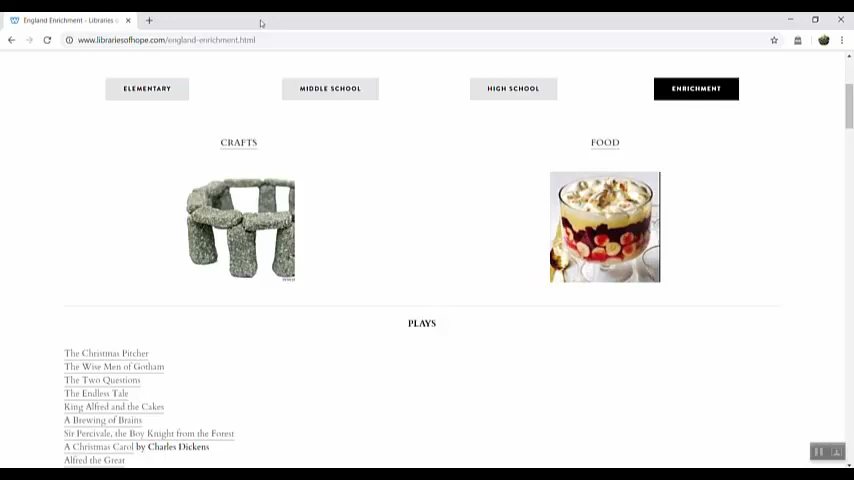 England Enrichment - Libraries
www.librariesofhope.com/england-enrichment.html
ELEMENTARY
MIDDLE SCHOOL
HIGH SCHOOL
ENRICHMENT
CRAFTS
FOOD
PLAYS
The Christmas Pitcher
The Wise Men of Gotham
The Two Questions
The Endless Tale
King Alfred and the Cakes
A Brewing of Brains
Sir Percivale, the Boy Knight from the Forest
A Christmas Carol by Charles Dickens
Alfred the Great